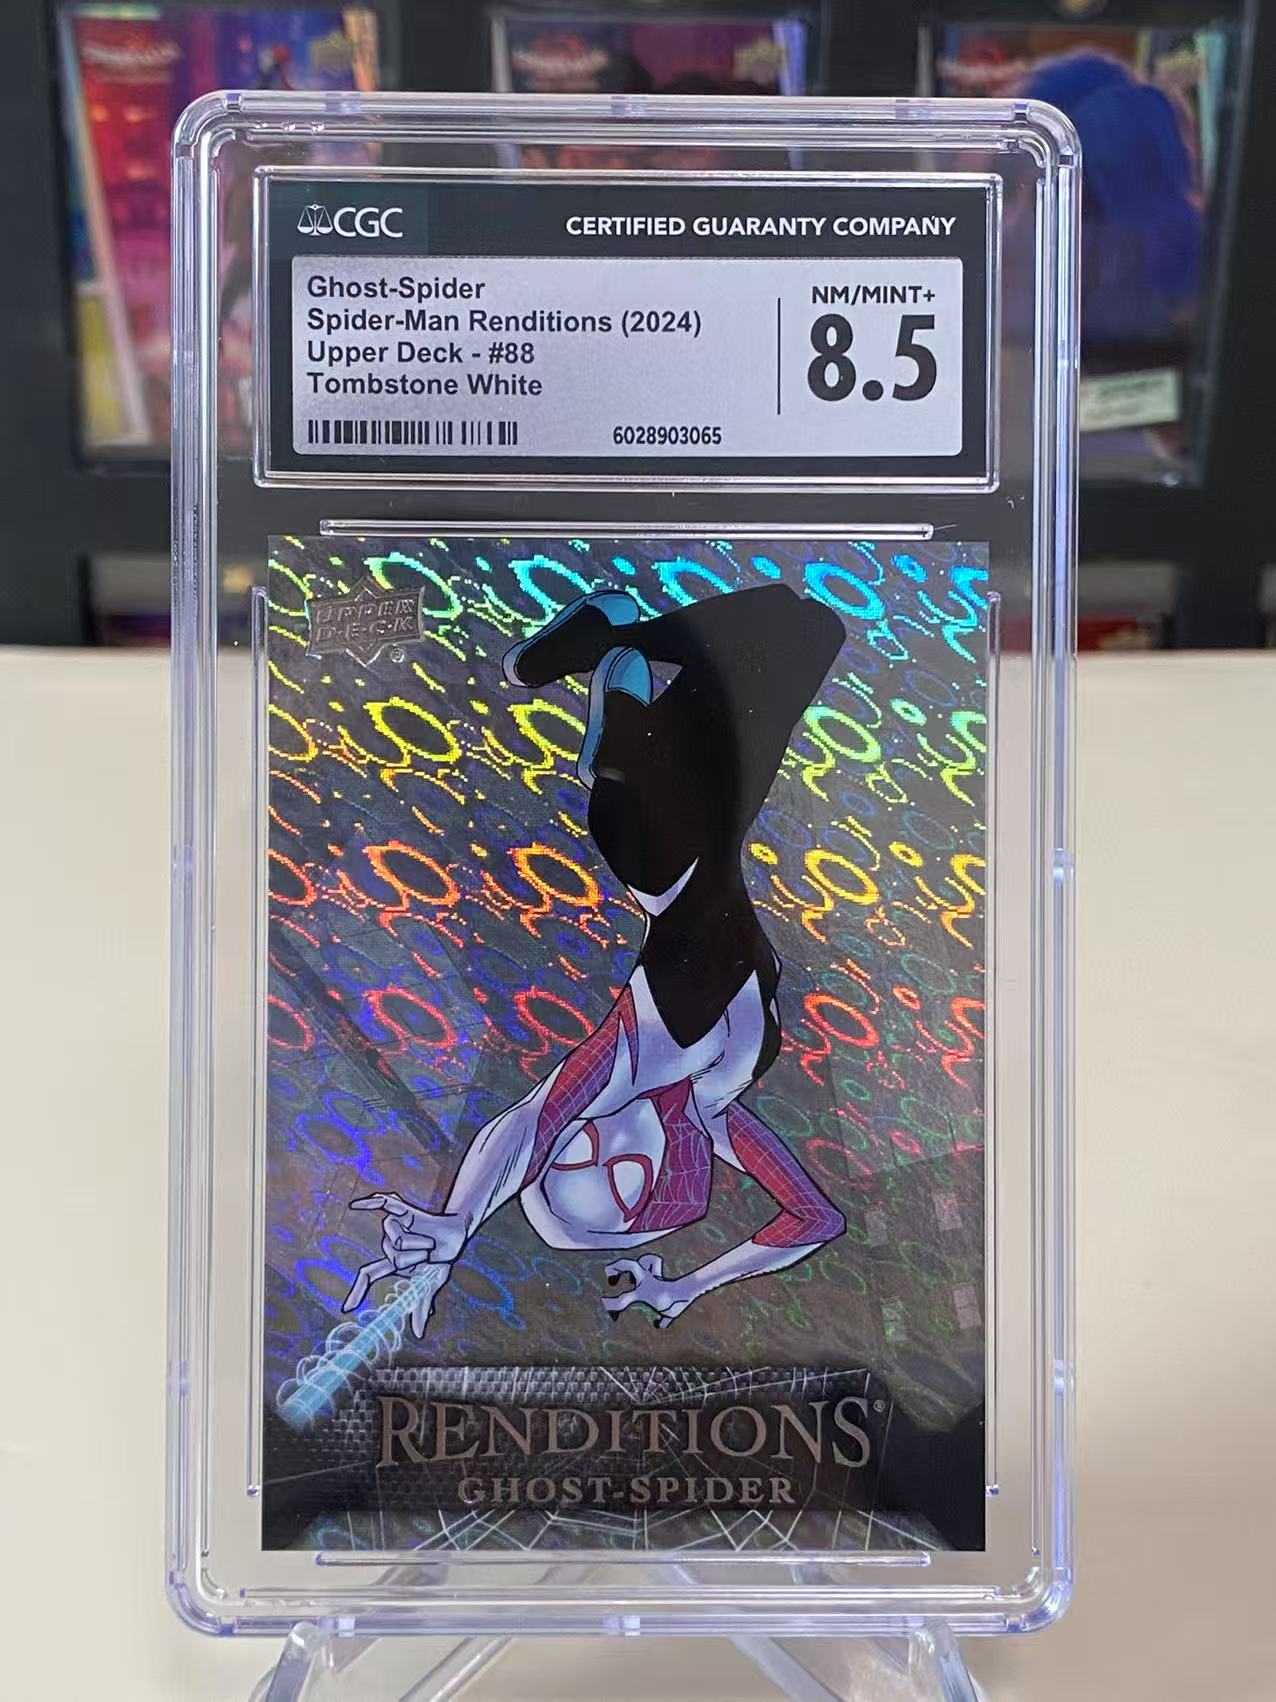 CGC
CERTIFIED GUARANTY COMPANY
Ghost-Spider
Spider-Man Renditions (2024)
Upper Deck - #88
Tombstone White
NM/MINT+
8.5
6028903065
UPPER
D·E·C·K
®
RENDITIONS®
GHOST-SPIDER